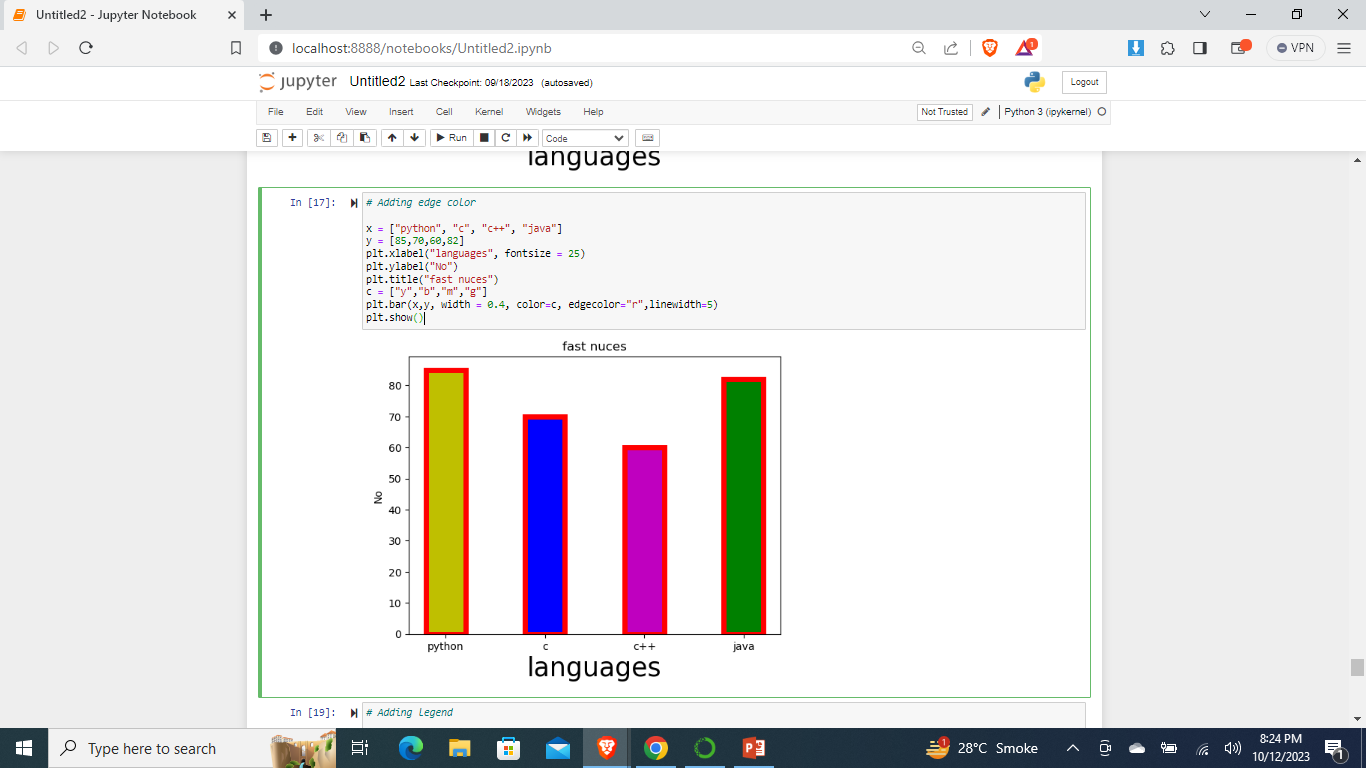 Untitled2 - Jupyter Notebook
localhost:8888/notebooks/Untitled2.ipynb
1
VPN
jupyter Untitled2 Last Checkpoint: 09/18/2023 (autosaved)
Logout
File Edit View Insert Cell Kernel Widgets Help
Not Trusted
Python 3 (ipykernel)
Run
Code
languages
In [17]:
# Adding edge color
x = ["python", "c", "c++", "java"]
y = [85,70,60,82]
plt.xlabel("languages", fontsize = 25)
plt.ylabel("No")
plt.title("fast nuces")
c = ["y","b","m","g"]
plt.bar(x,y, width = 0.4, color=c, edgecolor="r",linewidth=5)
plt.show()
fast nuces
80
70
60
50
40
30
20
10
0
No
python c c++ java
languages
In [19]:
# Adding legend
Type here to search
1
28°C Smoke
8:24 PM
10/12/2023
1